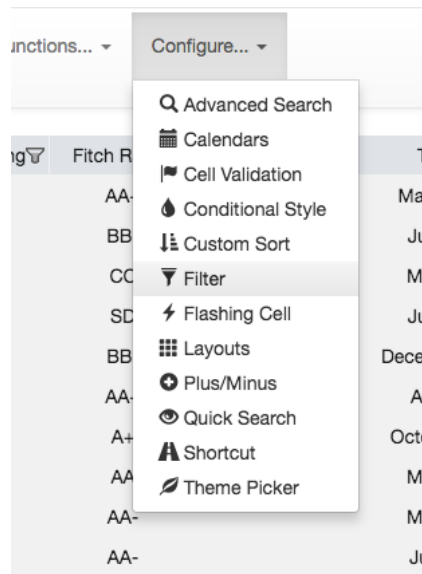 unctions...
Configure...
Advanced Search
Calendars
Cell Validation
Conditional Style
Custom Sort
Filter
Flashing Cell
Layouts
Plus/Minus
Quick Search
Shortcut
Theme Picker
ng Fitch R T
AA- Ma
BB Ju
CC M
SD Ju
BB Dece
AA- A
A+ Octo
AA M
AA- M
AA- Ju